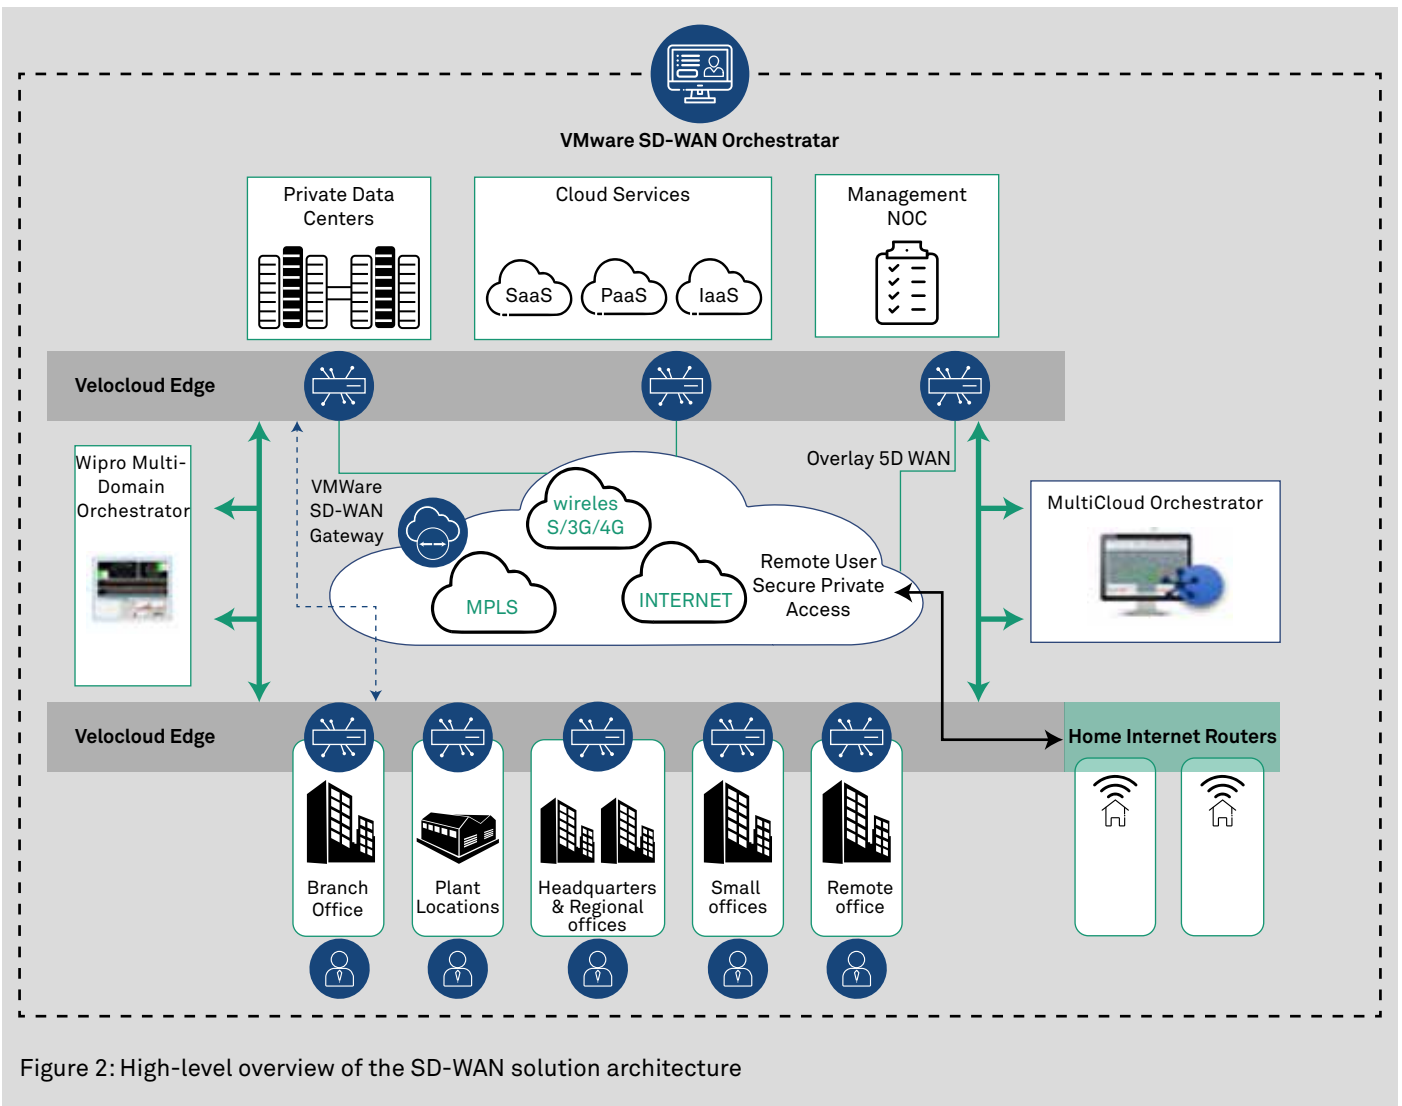 VMware SD-WAN Orchestratar
Private Data
Centers
Cloud Services
SaaS
PaaS
IaaS
Management
NOC
Velocloud Edge
Wipro Multi-
Domain
Orchestrator
VMWare
SD-WAN
Gateway
wireles
S/3G/4G
MPLS
INTERNET
Remote User
Secure Private
Access
Overlay 5D WAN
MultiCloud Orchestrator
Velocloud Edge
Home Internet Routers
Branch
Office
Plant
Locations
Headquarters
& Regional
offices
Small
offices
Remote
office
Figure 2: High-level overview of the SD-WAN solution architecture